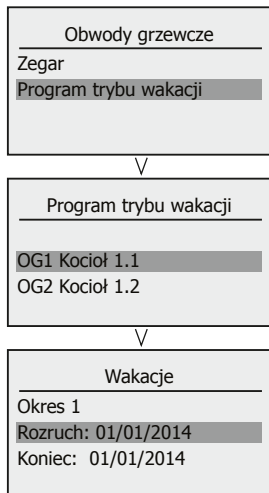 Obwody grzewcze
Zegar
Program trybu wakacji
Program trybu wakacji
OG1 Kocioł 1.1
OG2 Kocioł 1.2
Wakacje
Okres 1
Rozruch: 01/01/2014
Koniec: 01/01/2014